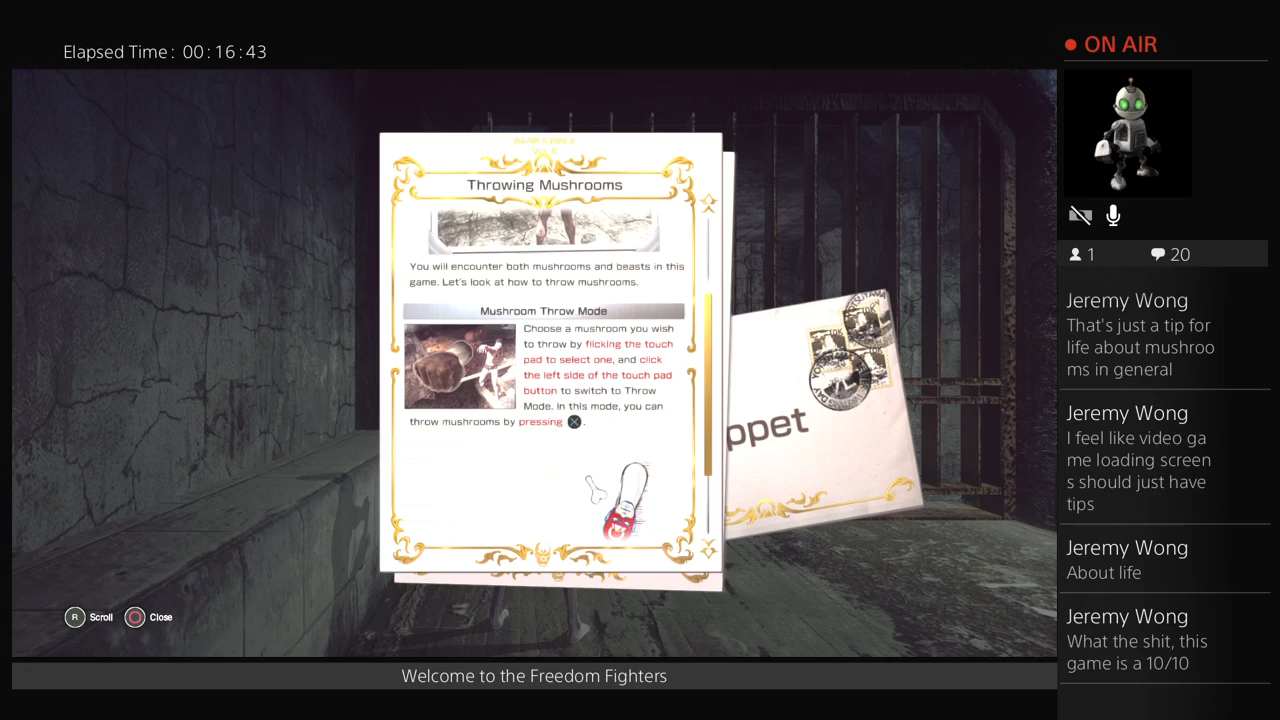 Elapsed Time: 00:16:43
ON AIR
BARB'S BIBLE
Vol. 6
Throwing Mushrooms
You will encounter both mushrooms and beasts in this
game. Let's look at how to throw mushrooms.
Mushroom Throw Mode
Choose a mushroom you wish
to throw by flicking the touch
pad to select one, and click
the left side of the touch pad
button to switch to Throw
Mode. In this mode, you can
throw mushrooms by pressing X.
ppet
R Scroll
Close
Welcome to the Freedom Fighters
1
20
Jeremy Wong
That's just a tip for
life about mushroo
ms in general
Jeremy Wong
I feel like video ga
me loading screen
s should just have
tips
Jeremy Wong
About life
Jeremy Wong
What the shit, this
game is a 10/10